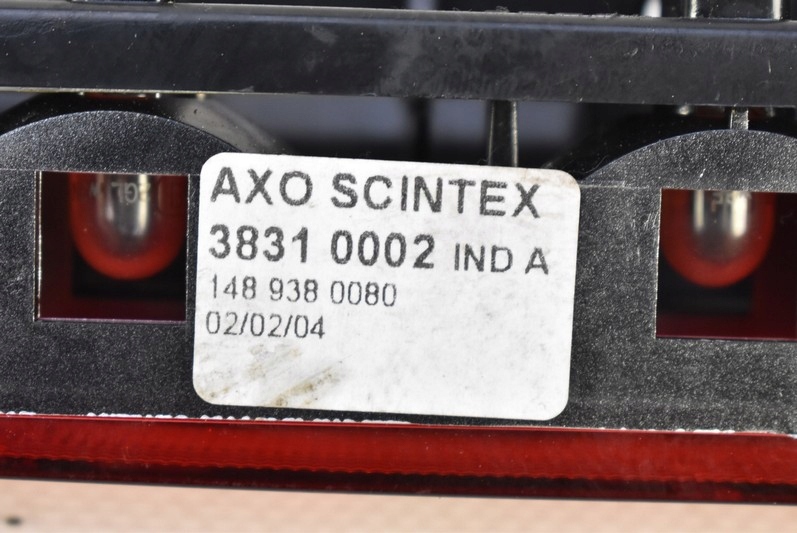 AXO SCINTEX
3831 0002 IND A
148 938 0080
02/02/04